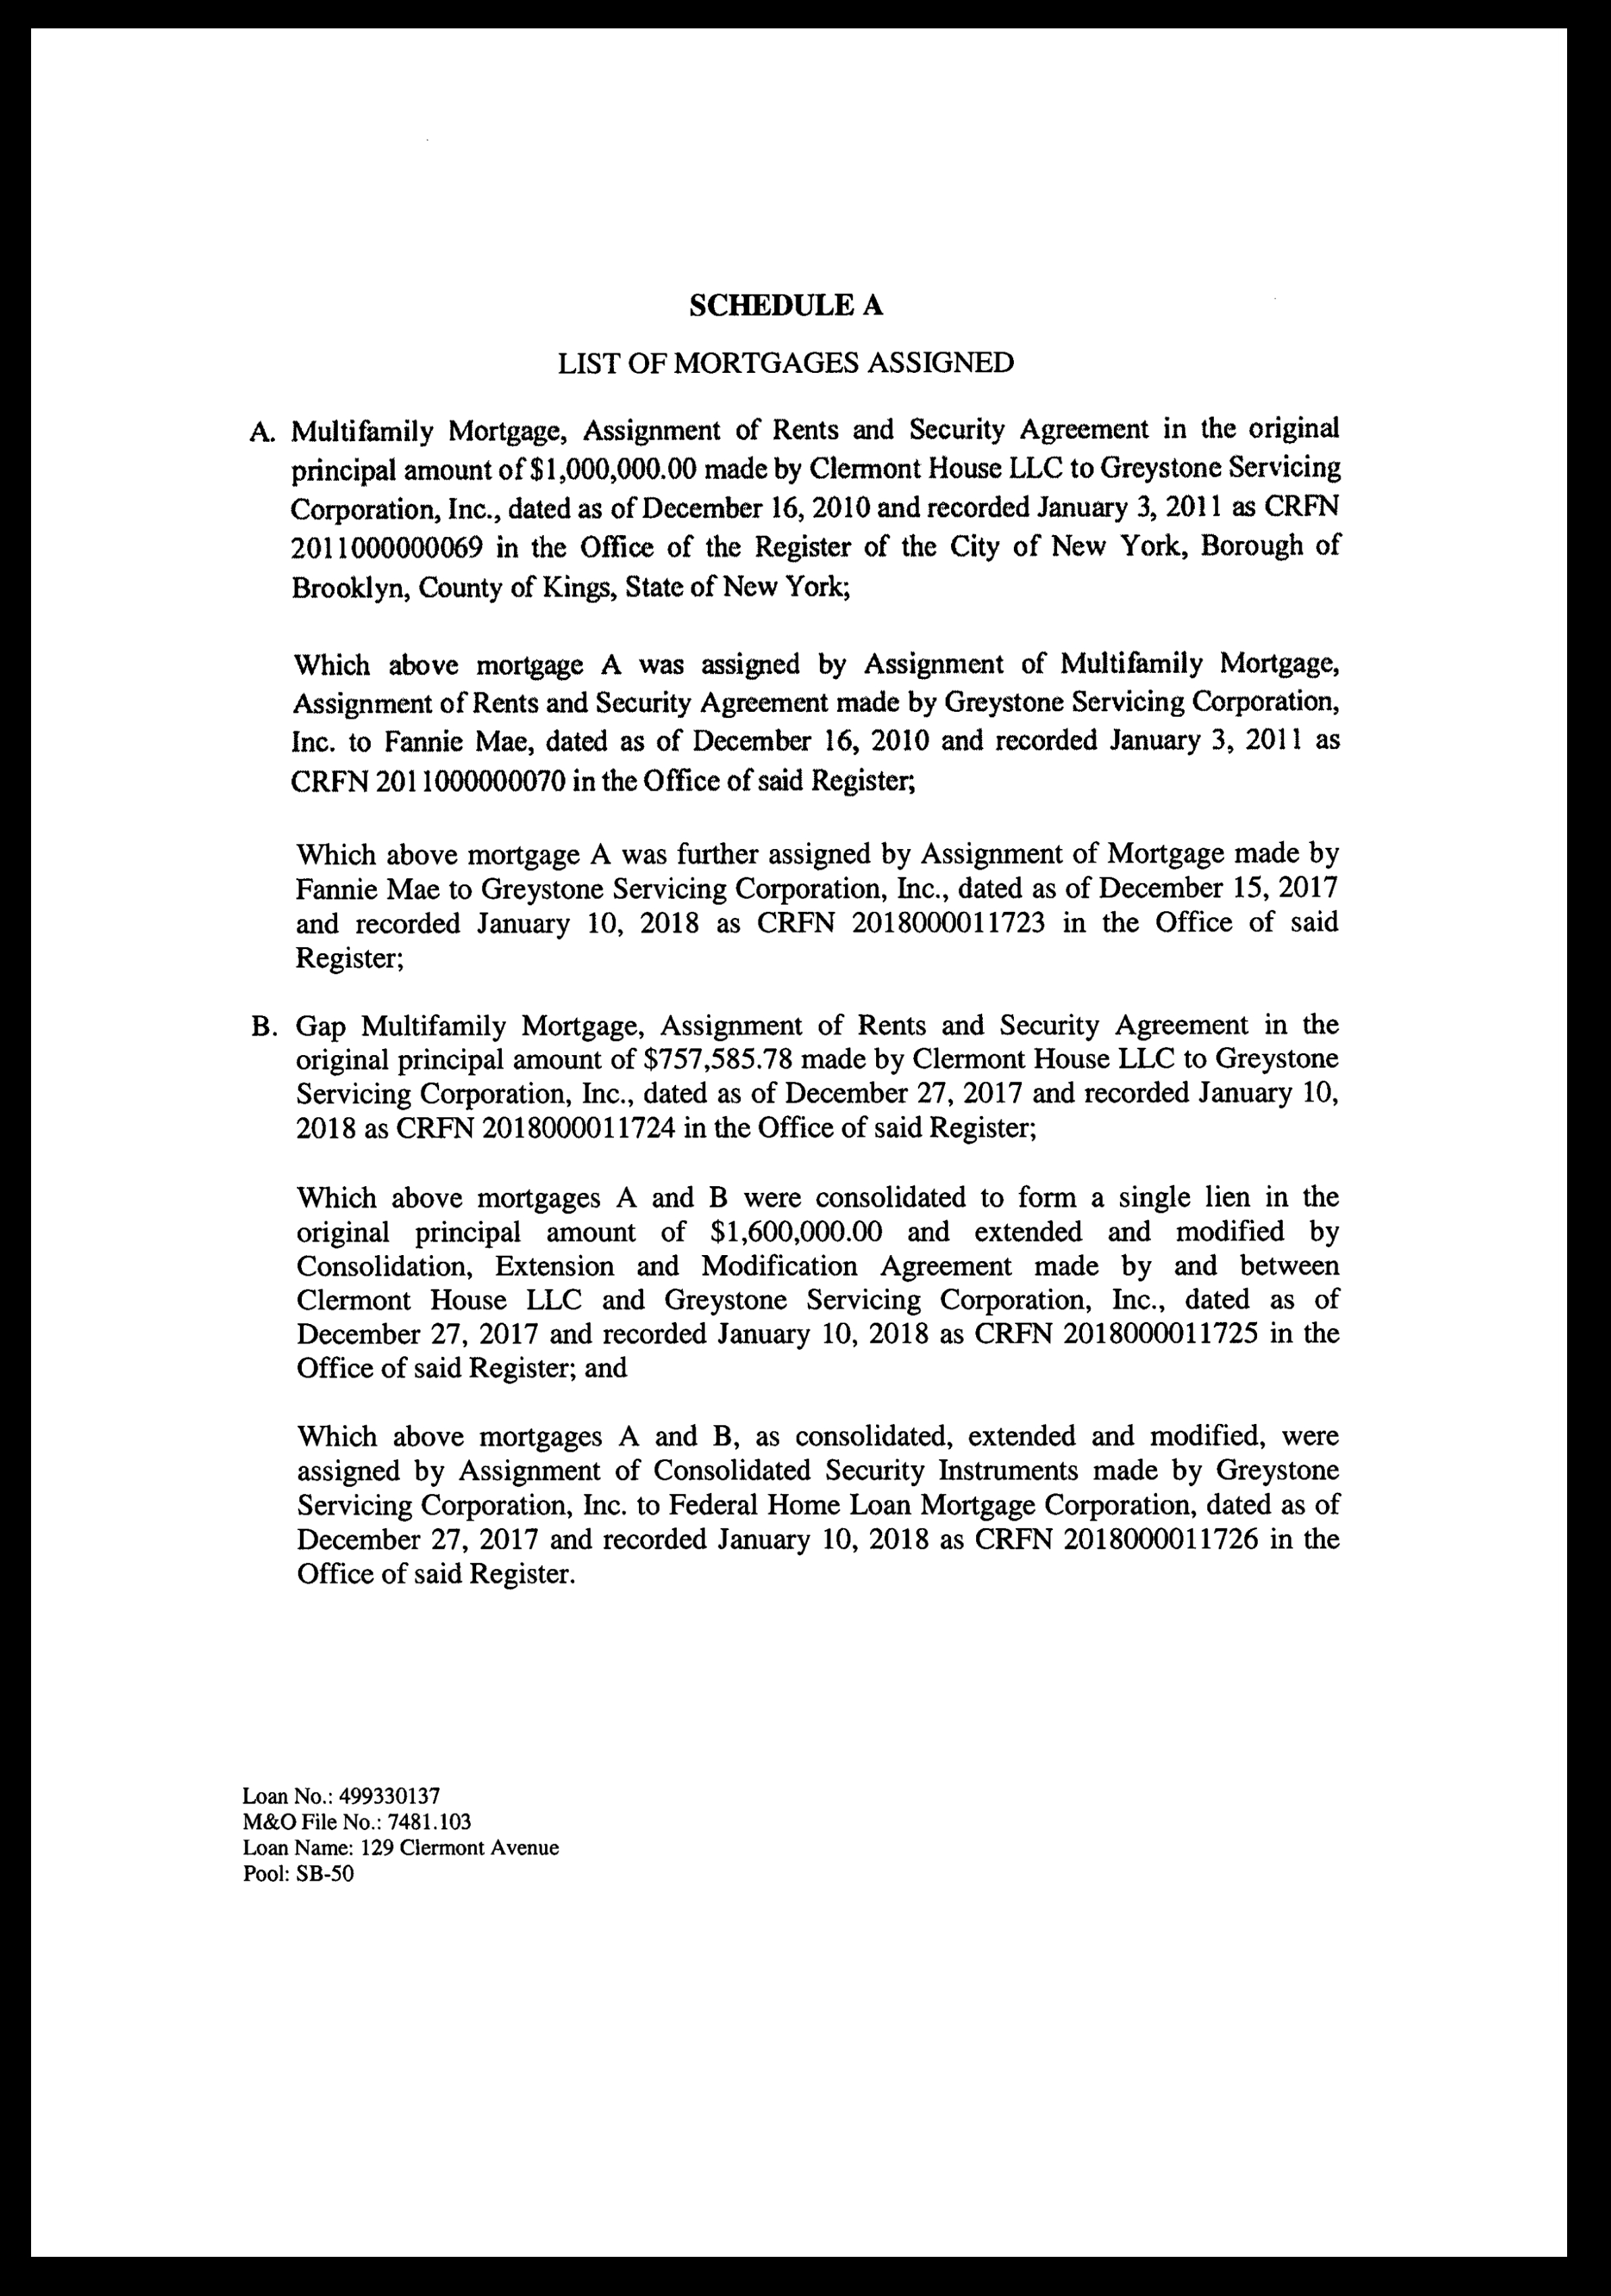 SCHEDULE A
LIST OF MORTGAGES ASSIGNED
A. Multifamily Mortgage, Assignment of Rents and Security Agreement in the original
principal amount of $1,000,000.00 made by Clermont House LLC to Greystone Servicing
Corporation, Inc., dated as of December 16, 2010 and recorded January 3, 2011 as CRFN
2011000000069 in the Office of the Register of the City of New York, Borough of
Brooklyn, County of Kings, State of New York;
Which above mortgage A was assigned by Assignment of Multifamily Mortgage,
Assignment of Rents and Security Agreement made by Greystone Servicing Corporation,
Inc. to Fannie Mae, dated as of December 16, 2010 and recorded January 3, 2011 as
CRFN 2011000000070 in the Office of said Register;
Which above mortgage A was further assigned by Assignment of Mortgage made by
Fannie Mae to Greystone Servicing Corporation, Inc., dated as of December 15, 2017
and recorded January 10, 2018 as CRFN 2018000011723 in the Office of said
Register;
B. Gap Multifamily Mortgage, Assignment of Rents and Security Agreement in the
original principal amount of $757,585.78 made by Clermont House LLC to Greystone
Servicing Corporation, Inc., dated as of December 27, 2017 and recorded January 10,
2018 as CRFN 2018000011724 in the Office of said Register;
Which above mortgages A and B were consolidated to form a single lien in the
original principal amount of $1,600,000.00 and extended and modified by
Consolidation, Extension and Modification Agreement made by and between
Clermont House LLC and Greystone Servicing Corporation, Inc., dated as of
December 27, 2017 and recorded January 10, 2018 as CRFN 2018000011725 in the
Office of said Register; and
Which above mortgages A and B, as consolidated, extended and modified, were
assigned by Assignment of Consolidated Security Instruments made by Greystone
Servicing Corporation, Inc. to Federal Home Loan Mortgage Corporation, dated as of
December 27, 2017 and recorded January 10, 2018 as CRFN 2018000011726 in the
Office of said Register.
Loan No.: 499330137
M&O File No.: 7481.103
Loan Name: 129 Clermont Avenue
Pool: SB-50